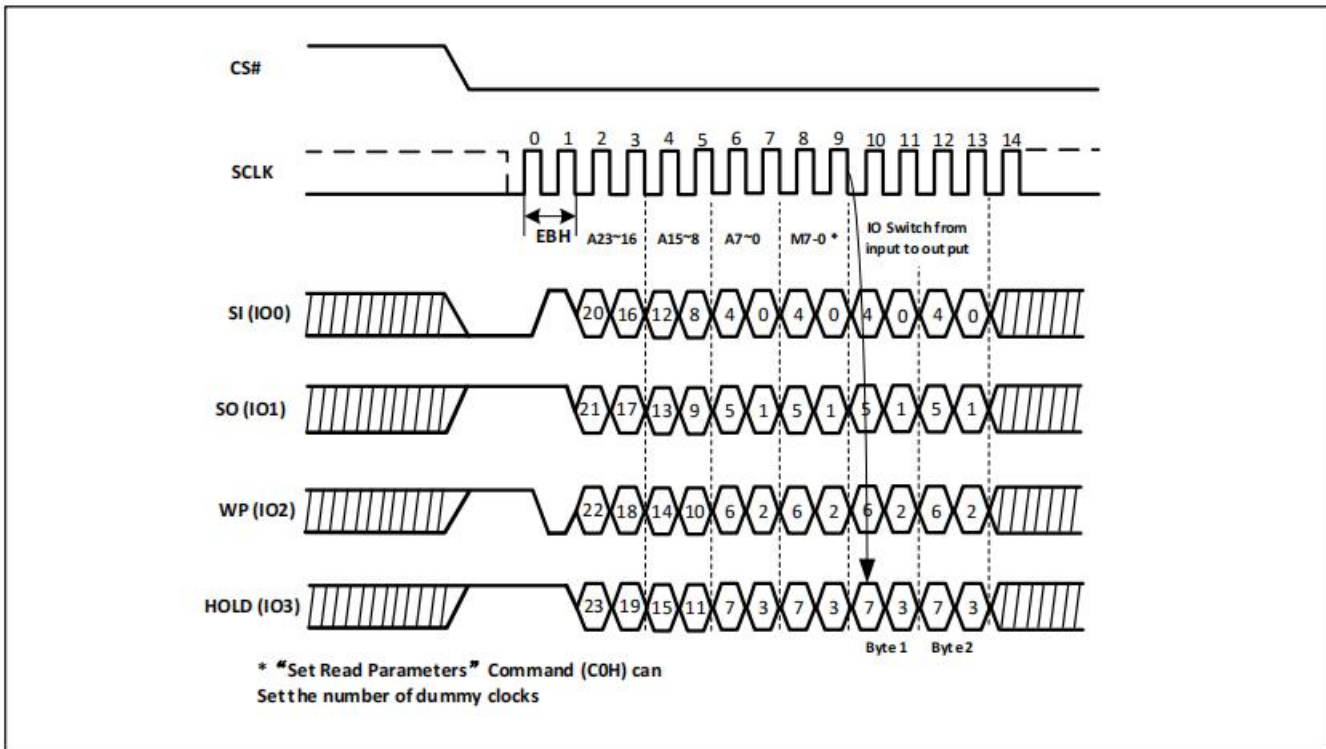 CS#
0 1 2 3 4 5 6 7 8 9 10 11 12 13 14
SCLK
EBH A23~16 A15~8 A7~0 M7-0 * IO Switch from
input to output
SI (IO0) 20 16 12 8 4 0 4 0 4 0 4 0
SO (IO1) 21 17 13 9 5 1 5 1 5 1 5 1
WP (IO2) 22 18 14 10 6 2 6 2 6 2 6 2
HOLD (IO3) 23 19 15 11 7 3 7 3 7 3 7 3
Byte 1 Byte 2
* “Set Read Parameters” Command (C0H) can
Set the number of dummy clocks